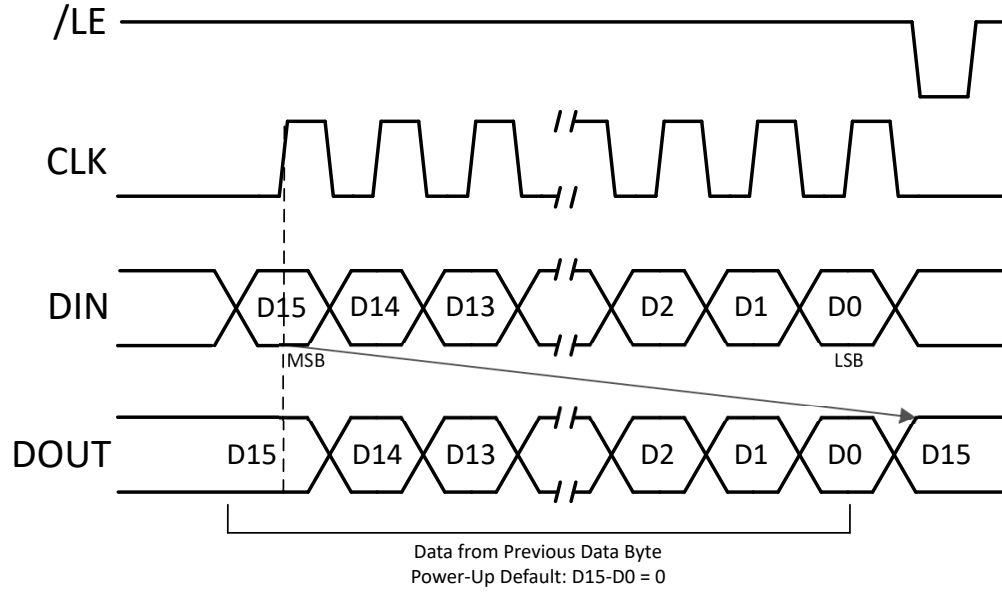 /LE
CLK
DIN D15 D14 D13 D2 D1 D0
MSB LSB
DOUT D15 D14 D13 D2 D1 D0 D15
Data from Previous Data Byte
Power-Up Default: D15-D0 = 0